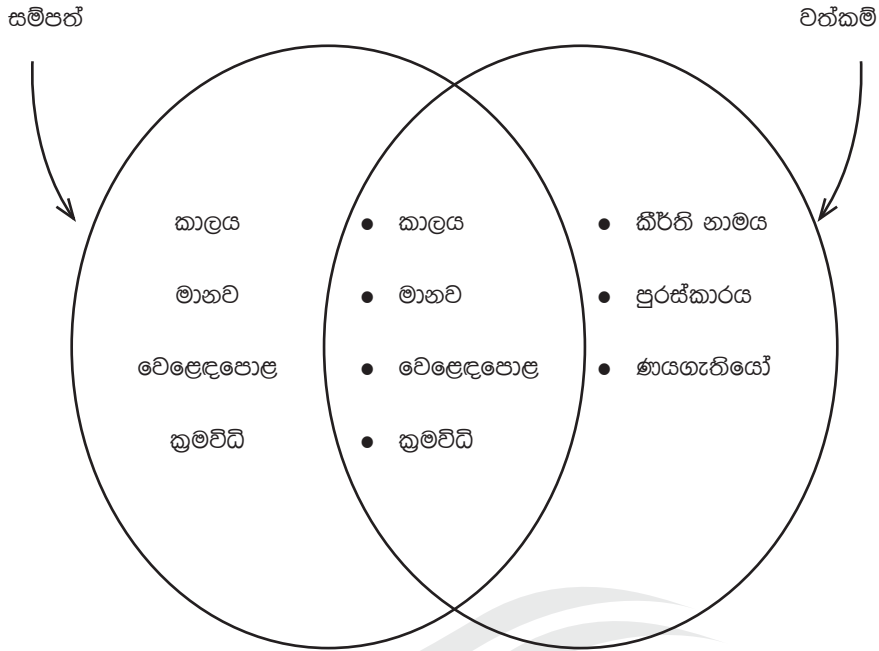 සම්පත් වත්කම්
කාලය • කාලය • කීර්ති නාමය
මානව • මානව • පුරස්කාරය
වෙළෙඳපොළ • වෙළෙඳපොළ • ණයගැතියෝ
ක්‍රමවිධි • ක්‍රමවිධි